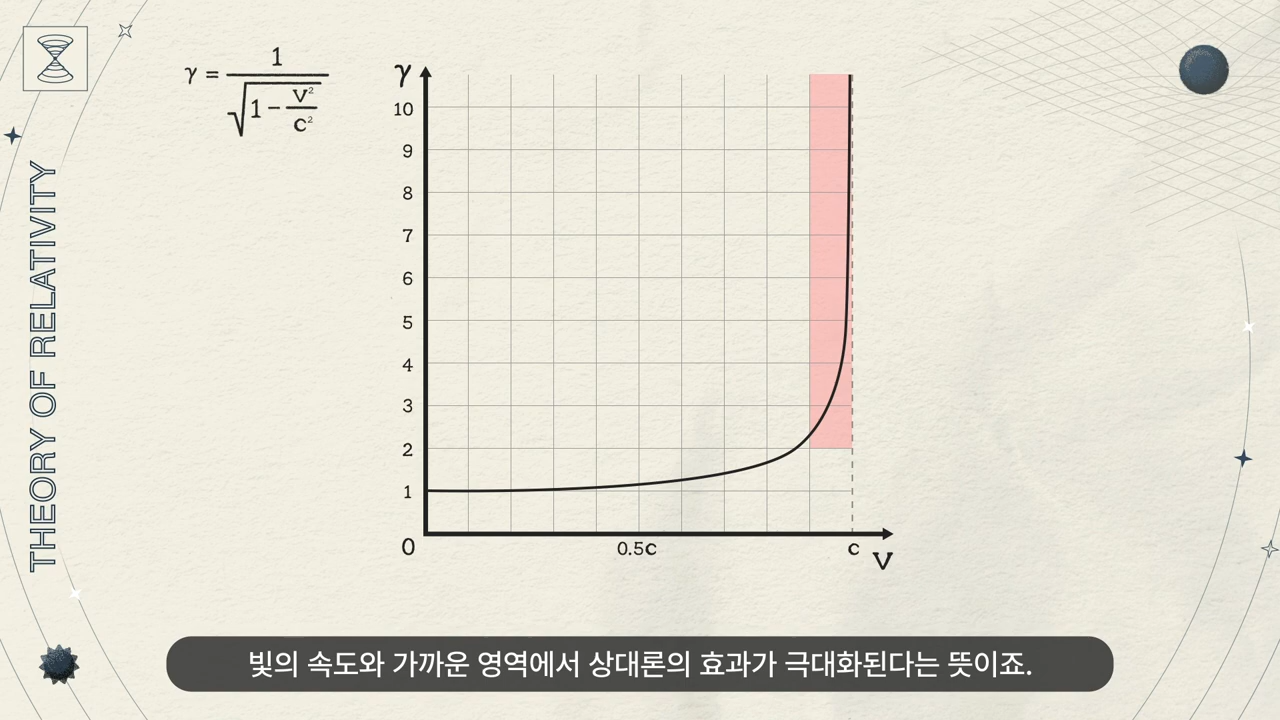 THEORY OF RELATIVITY
γ = 1 / √(1 − v²/c²)
γ
10
9
8
7
6
5
4
3
2
1
0
0.5c
c
v
빛의 속도와 가까운 영역에서 상대론의 효과가 극대화된다는 뜻이죠.